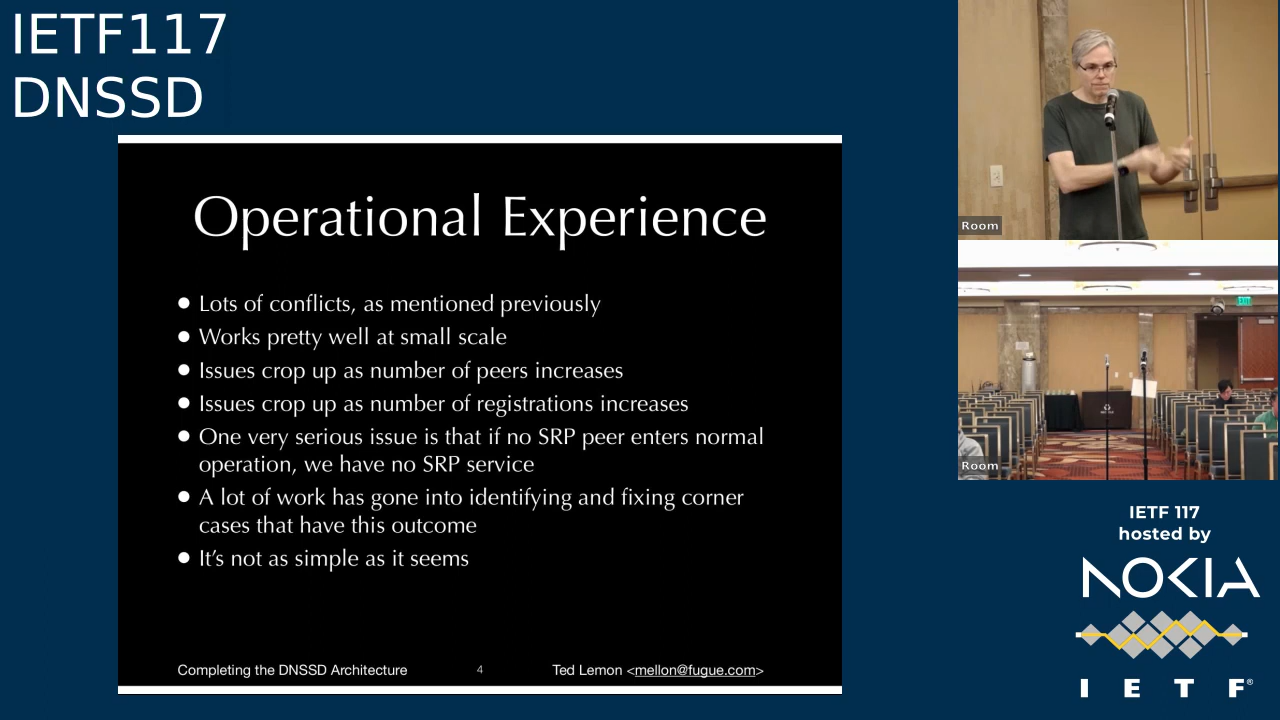 IETF117
DNSSD
Operational Experience
● Lots of conflicts, as mentioned previously
● Works pretty well at small scale
● Issues crop up as number of peers increases
● Issues crop up as number of registrations increases
● One very serious issue is that if no SRP peer enters normal
operation, we have no SRP service
● A lot of work has gone into identifying and fixing corner
cases that have this outcome
● It’s not as simple as it seems
Completing the DNSSD Architecture
4
Ted Lemon <mellon@fugue.com>
Room
EXIT
Room
IETF 117
hosted by
NOKIA
I E T F®